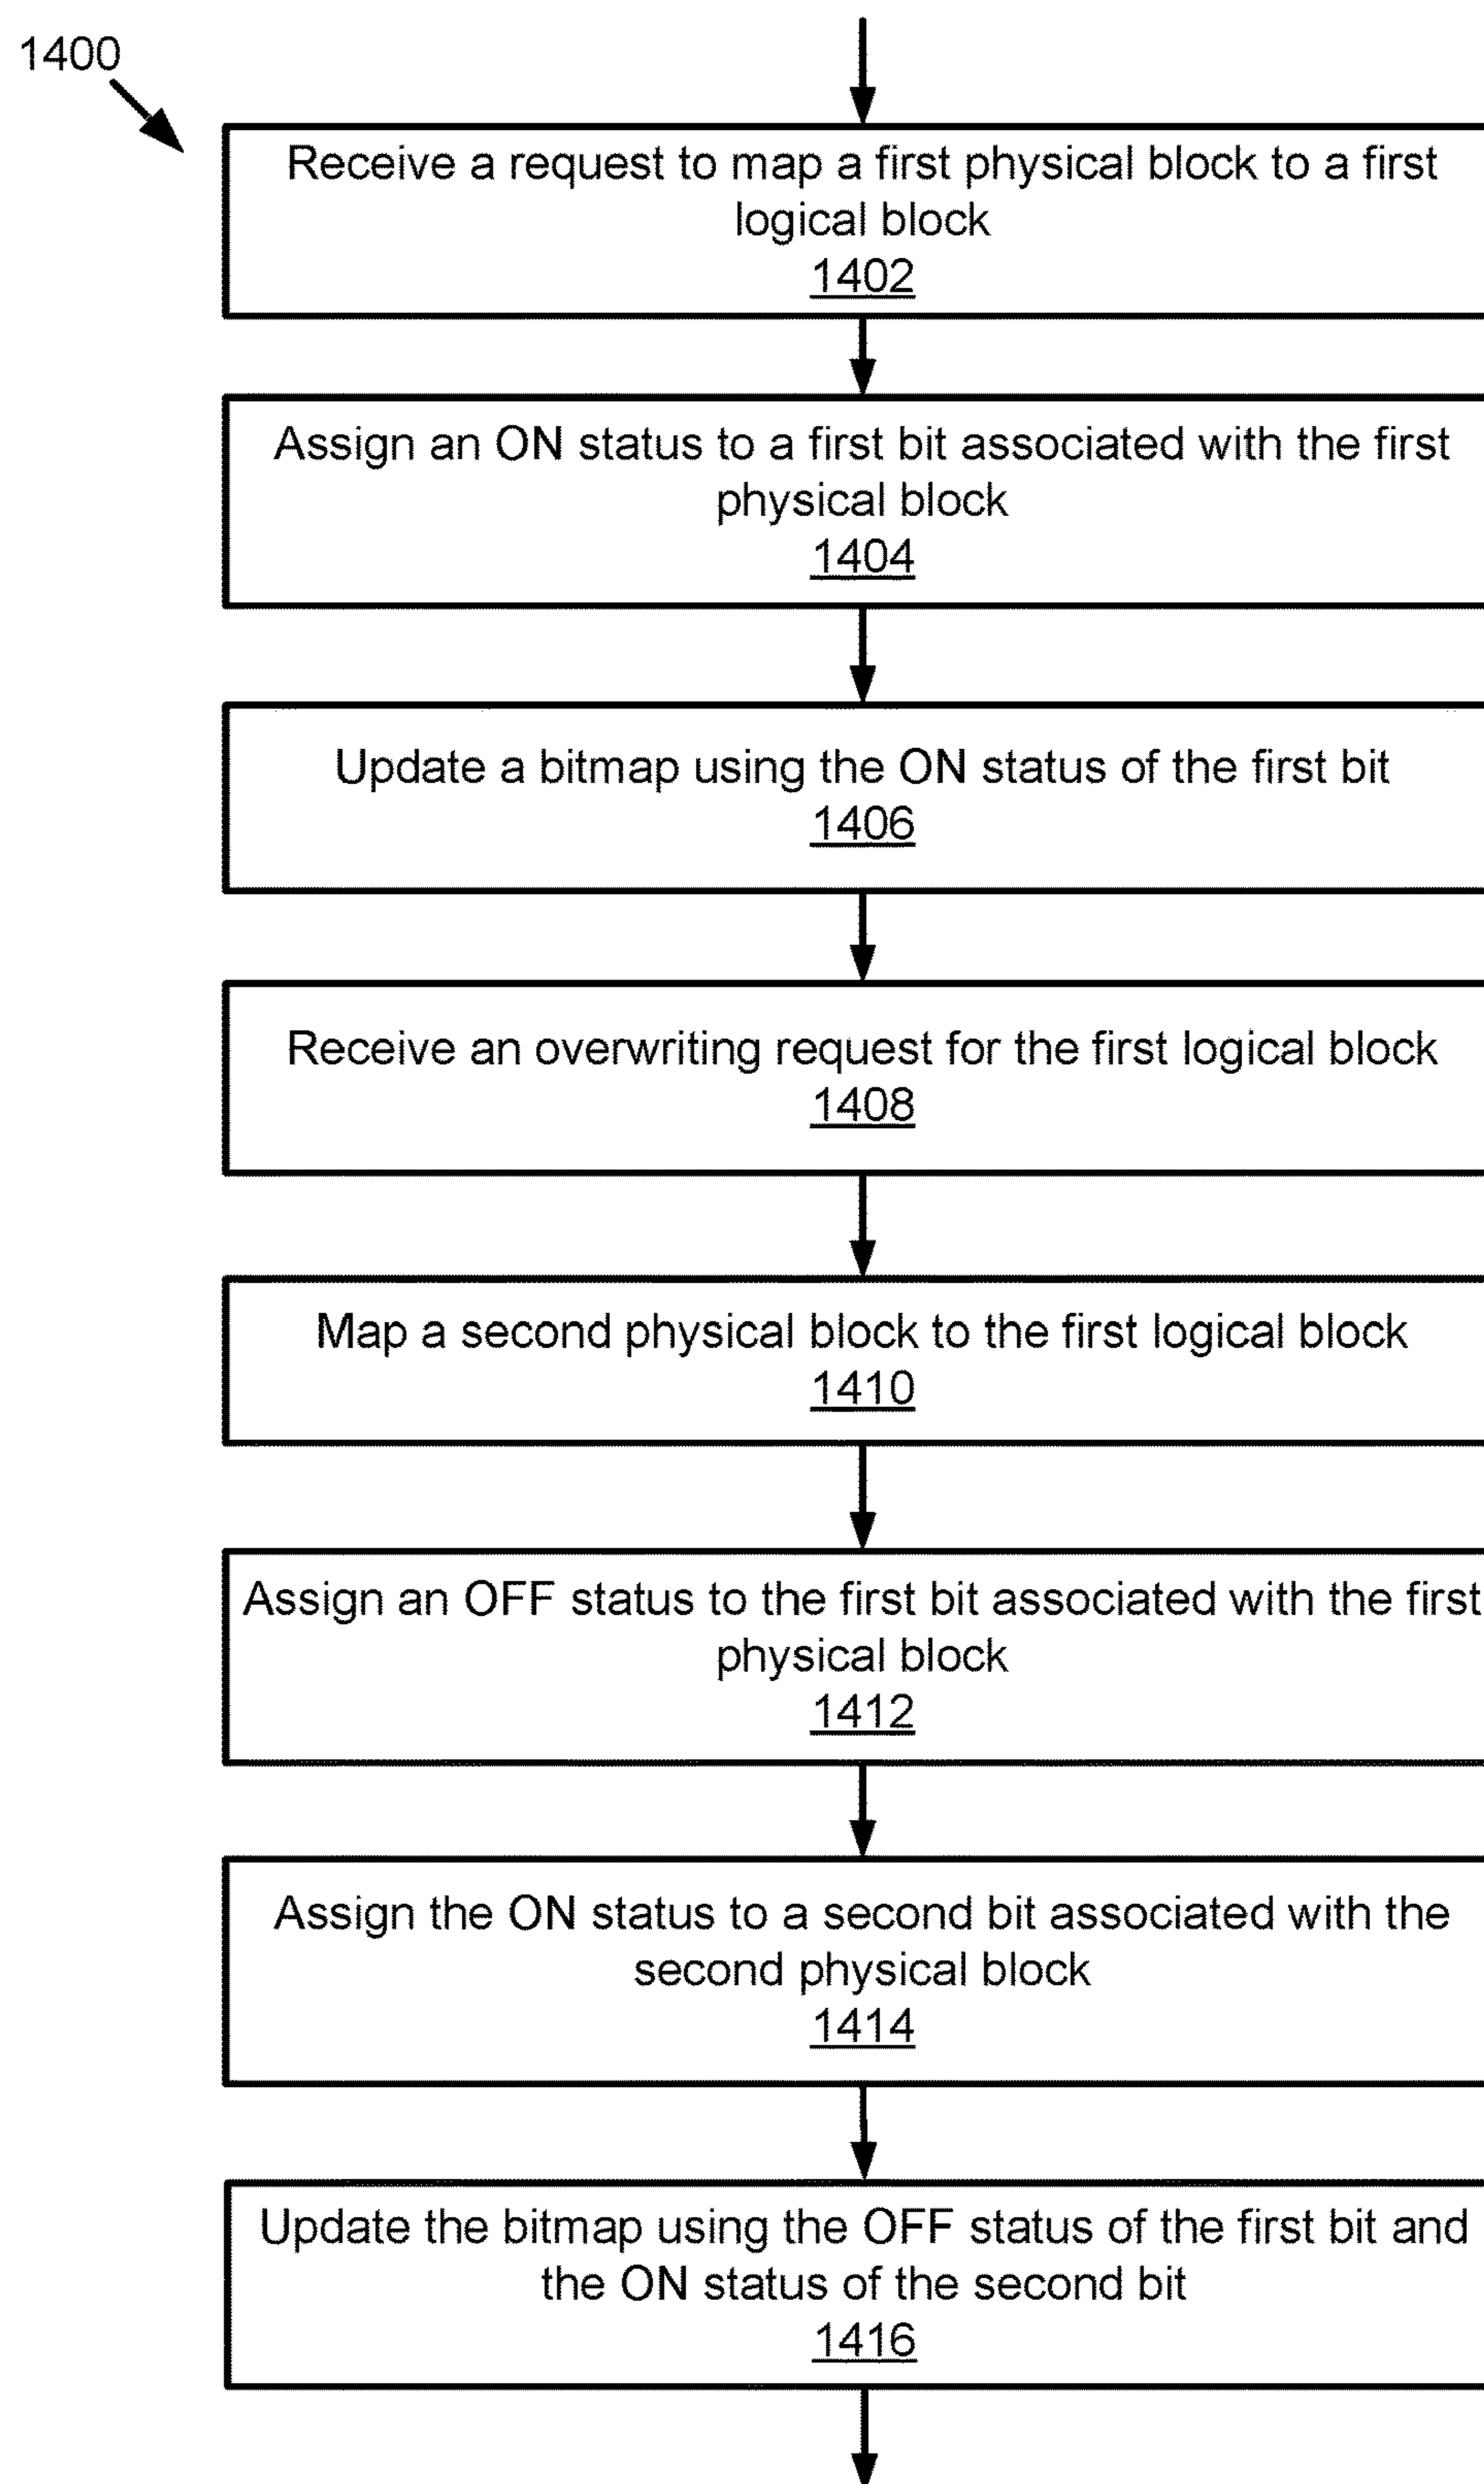 1400
Receive a request to map a first physical block to a first
logical block
1402
Assign an ON status to a first bit associated with the first
physical block
1404
Update a bitmap using the ON status of the first bit
1406
Receive an overwriting request for the first logical block
1408
Map a second physical block to the first logical block
1410
Assign an OFF status to the first bit associated with the first
physical block
1412
Assign the ON status to a second bit associated with the
second physical block
1414
Update the bitmap using the OFF status of the first bit and
the ON status of the second bit
1416